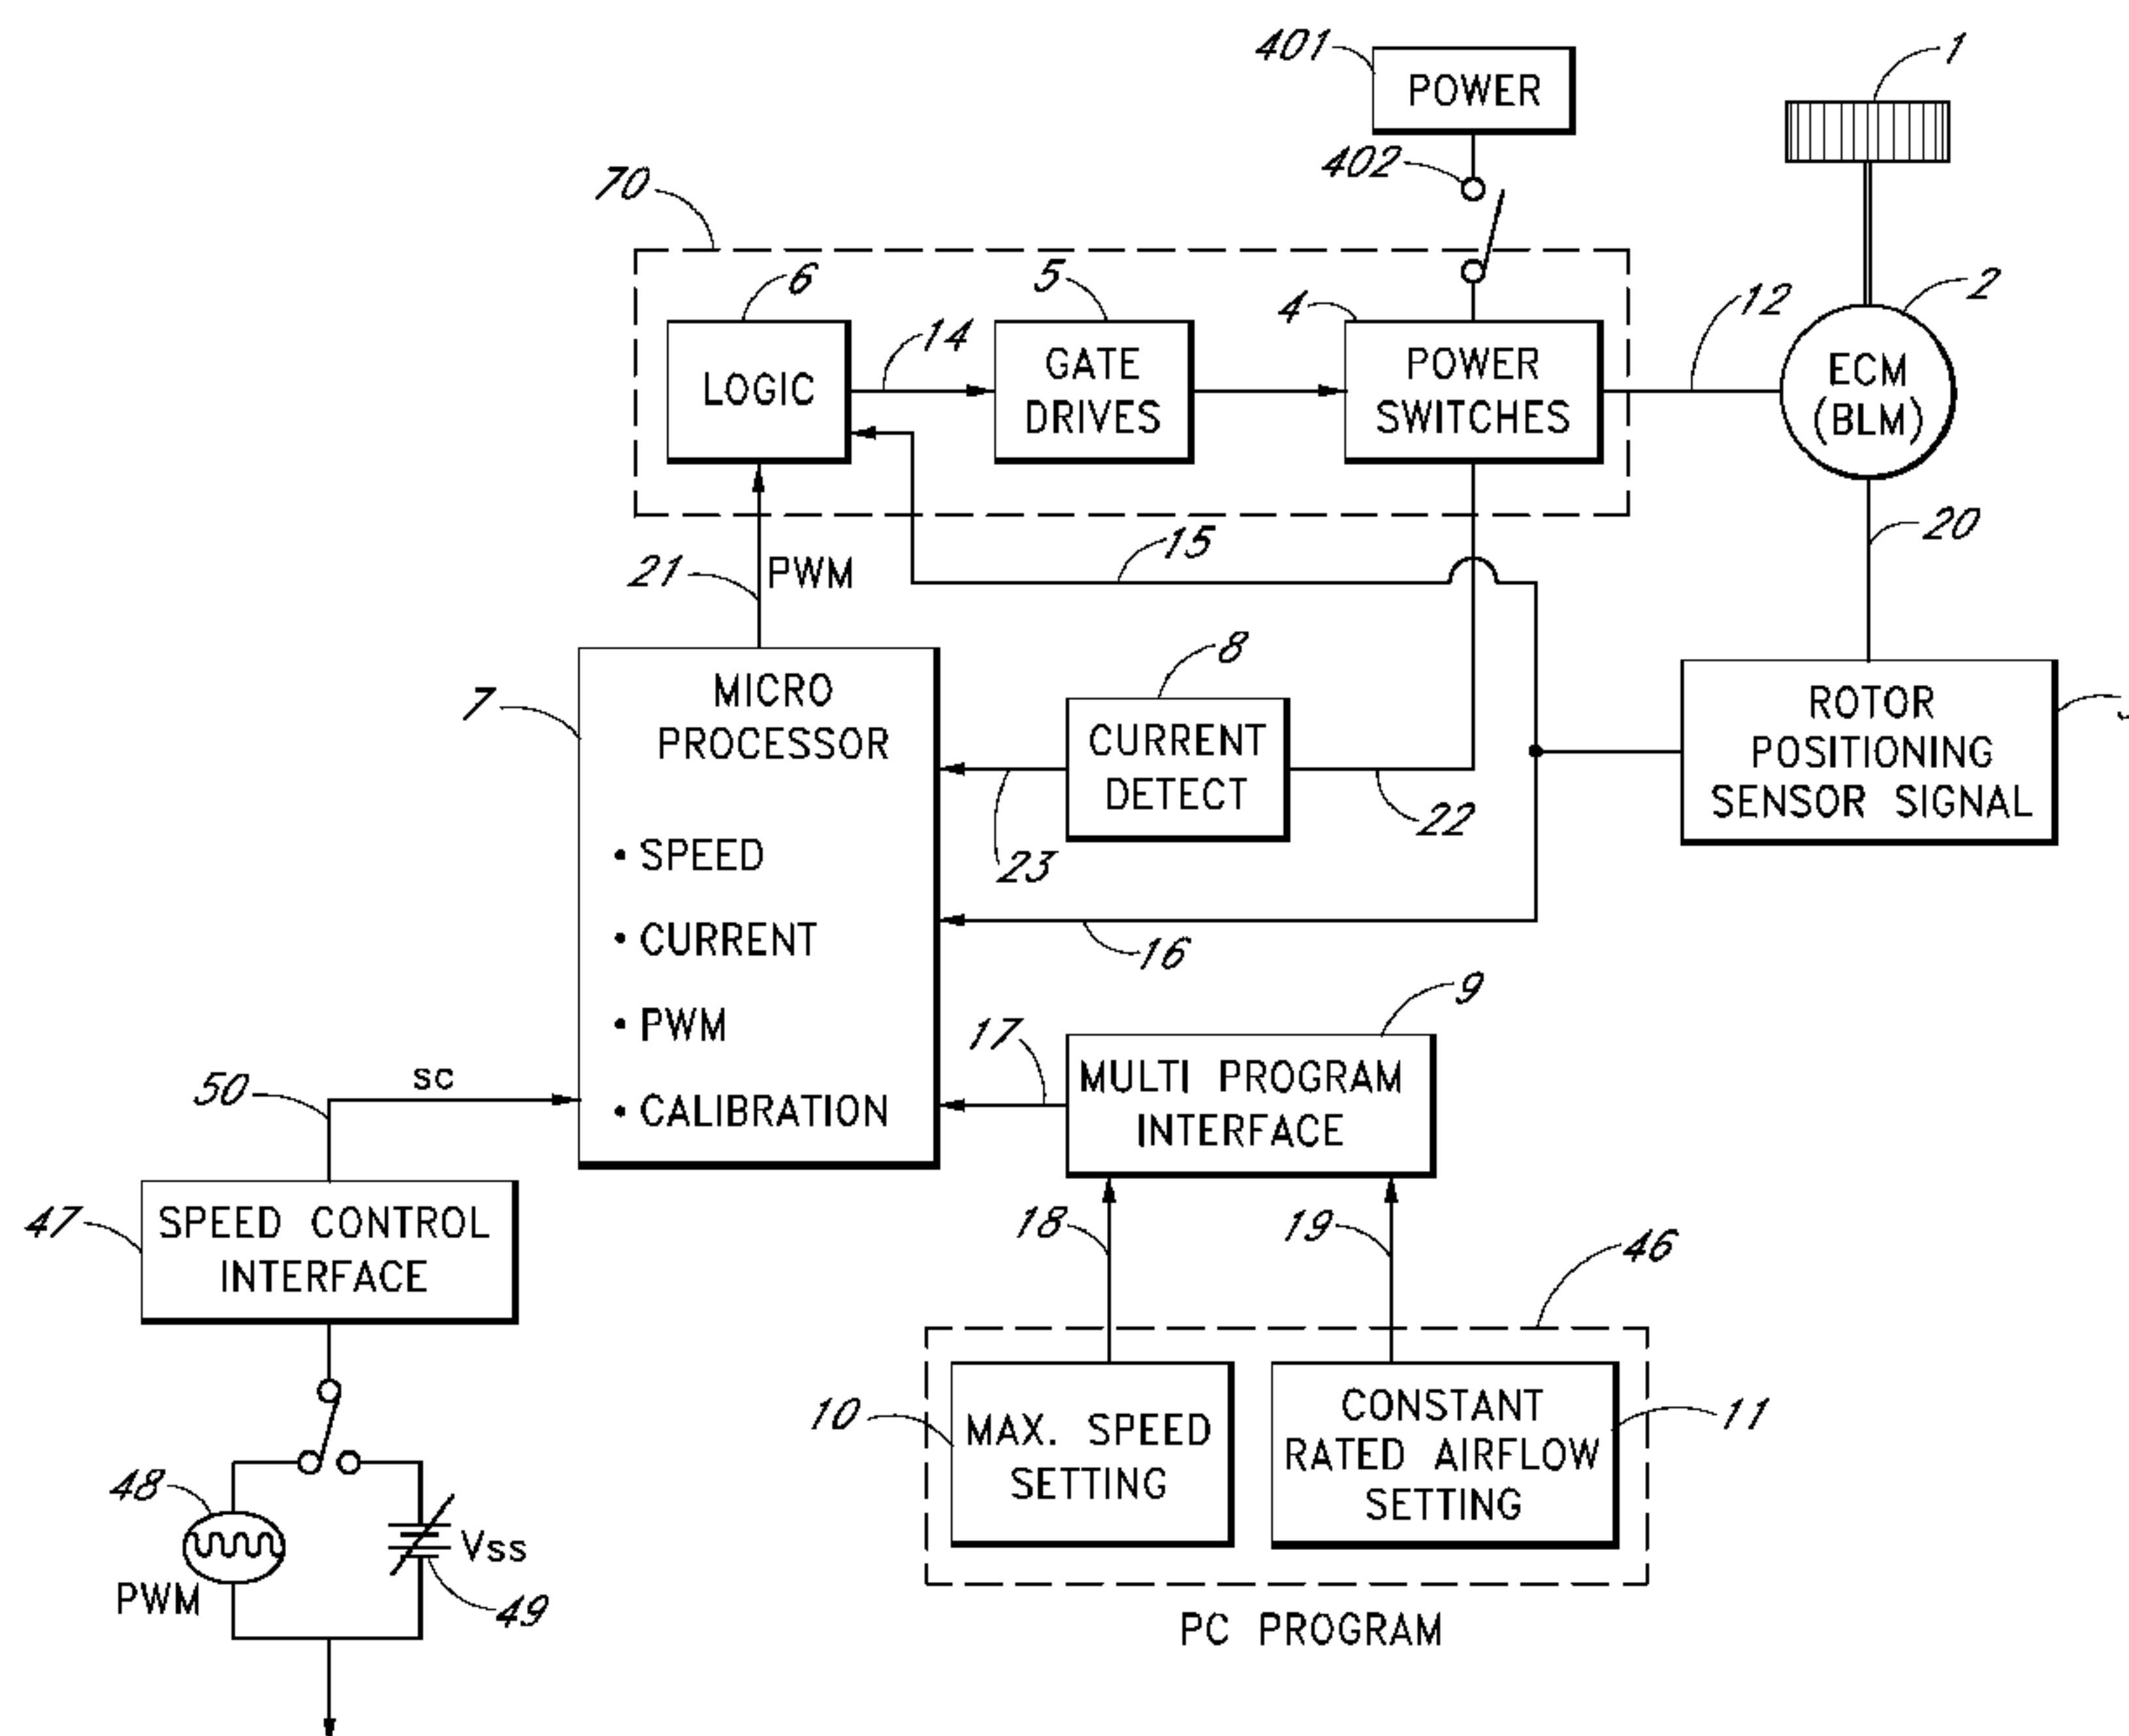 401
POWER
1
402
70
6
5
4
2
12
14
LOGIC
GATE
DRIVES
POWER
SWITCHES
ECM
(BLM)
20
15
21
PWM
8
7
MICRO
PROCESSOR
CURRENT
DETECT
ROTOR
POSITIONING
SENSOR SIGNAL
22
23
• SPEED
• CURRENT
16
9
• PWM
17
MULTI PROGRAM
INTERFACE
50
SC
• CALIBRATION
47
SPEED CONTROL
INTERFACE
18
19
46
10
MAX. SPEED
SETTING
CONSTANT
RATED AIRFLOW
SETTING
11
48
Vss
PWM
49
PC PROGRAM